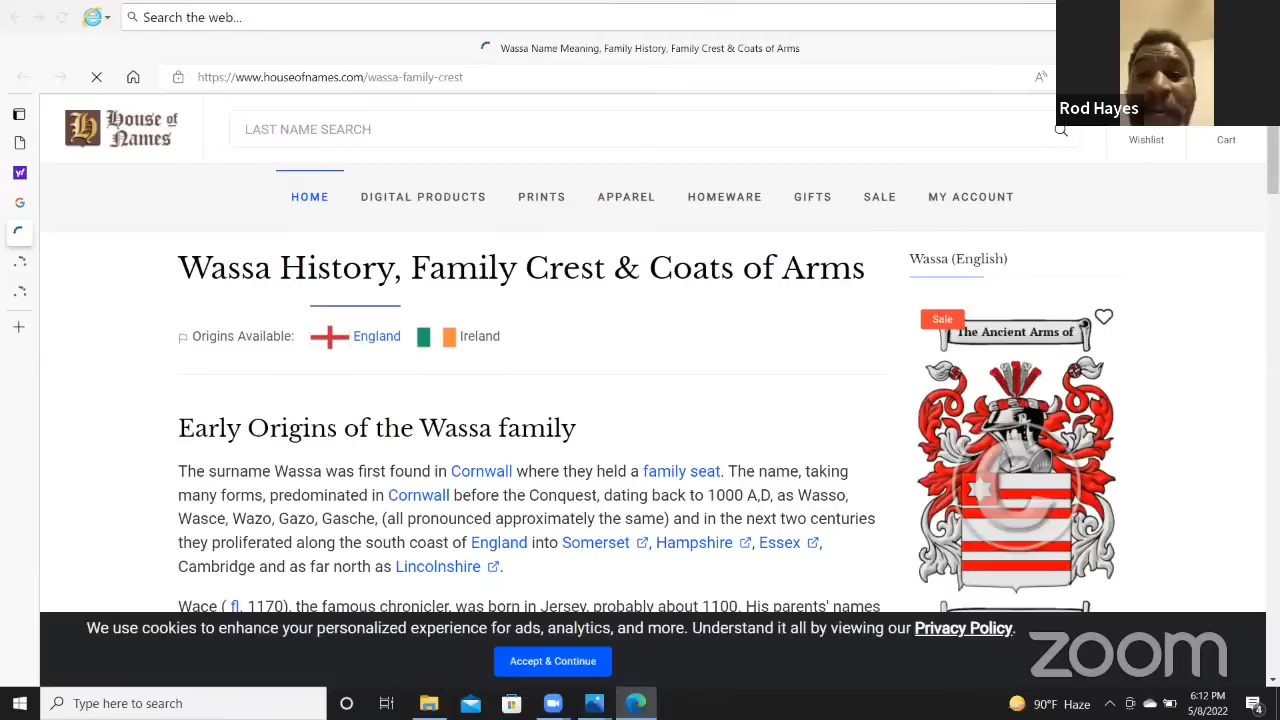 Search the web...
Wassa Name Meaning, Family History, Family Crest & Coats of Arms
https://www.houseofnames.com/wassa-family-crest
Rod Hayes
House of
Names
LAST NAME SEARCH
Wishlist
Cart
HOME
DIGITAL PRODUCTS
PRINTS
APPAREL
HOMEWARE
GIFTS
SALE
MY ACCOUNT
Wassa History, Family Crest & Coats of Arms
Wassa (English)
Origins Available: England Ireland
Sale
The Ancient Arms of
Early Origins of the Wassa family
The surname Wassa was first found in Cornwall where they held a family seat. The name, taking
many forms, predominated in Cornwall before the Conquest, dating back to 1000 A,D, as Wasso,
Wasce, Wazo, Gazo, Gasche, (all pronounced approximately the same) and in the next two centuries
they proliferated along the south coast of England into Somerset, Hampshire, Essex,
Cambridge and as far north as Lincolnshire.
Wace ( fl. 1170), the famous chronicler, was born in Jersey, probably about 1100. His parents' names
We use cookies to enhance your personalized experience for ads, analytics, and more. Understand it all by viewing our Privacy Policy.
Accept & Continue
zoom
Type here to search
90°F Haze
6:12 PM
5/8/2022
4